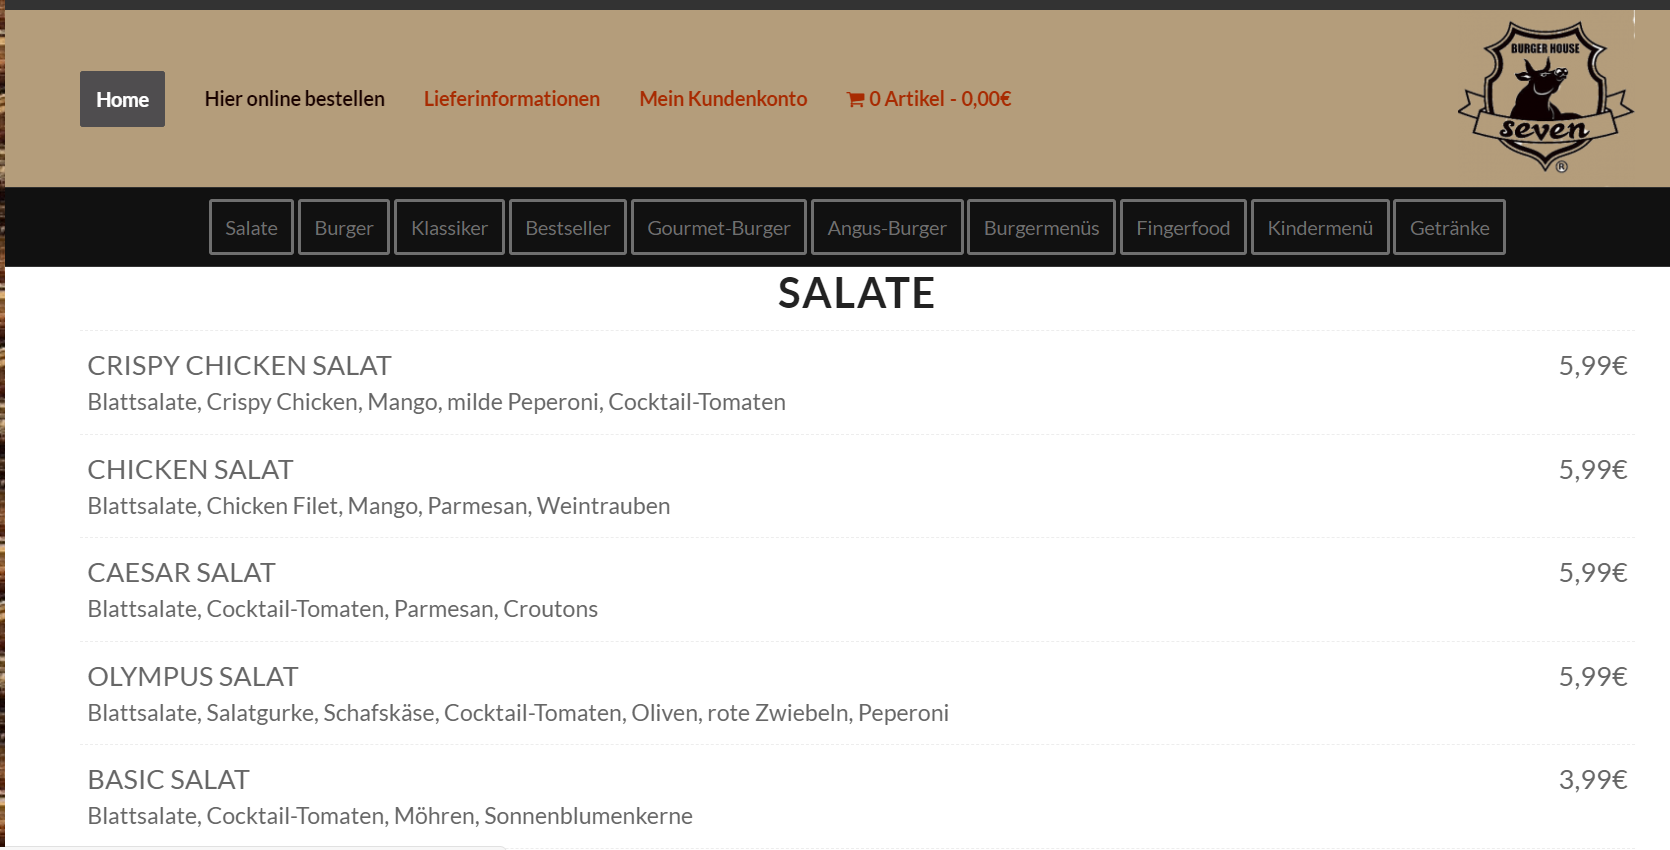 Home
Hier online bestellen
Lieferinformationen
Mein Kundenkonto
0 Artikel - 0,00€
BURGER HOUSE
seven
®
Salate
Burger
Klassiker
Bestseller
Gourmet-Burger
Angus-Burger
Burgermenüs
Fingerfood
Kindermenü
Getränke
SALATE
CRISPY CHICKEN SALAT 5,99€
Blattsalate, Crispy Chicken, Mango, milde Peperoni, Cocktail-Tomaten
CHICKEN SALAT 5,99€
Blattsalate, Chicken Filet, Mango, Parmesan, Weintrauben
CAESAR SALAT 5,99€
Blattsalate, Cocktail-Tomaten, Parmesan, Croutons
OLYMPUS SALAT 5,99€
Blattsalate, Salatgurke, Schafskäse, Cocktail-Tomaten, Oliven, rote Zwiebeln, Peperoni
BASIC SALAT 3,99€
Blattsalate, Cocktail-Tomaten, Möhren, Sonnenblumenkerne